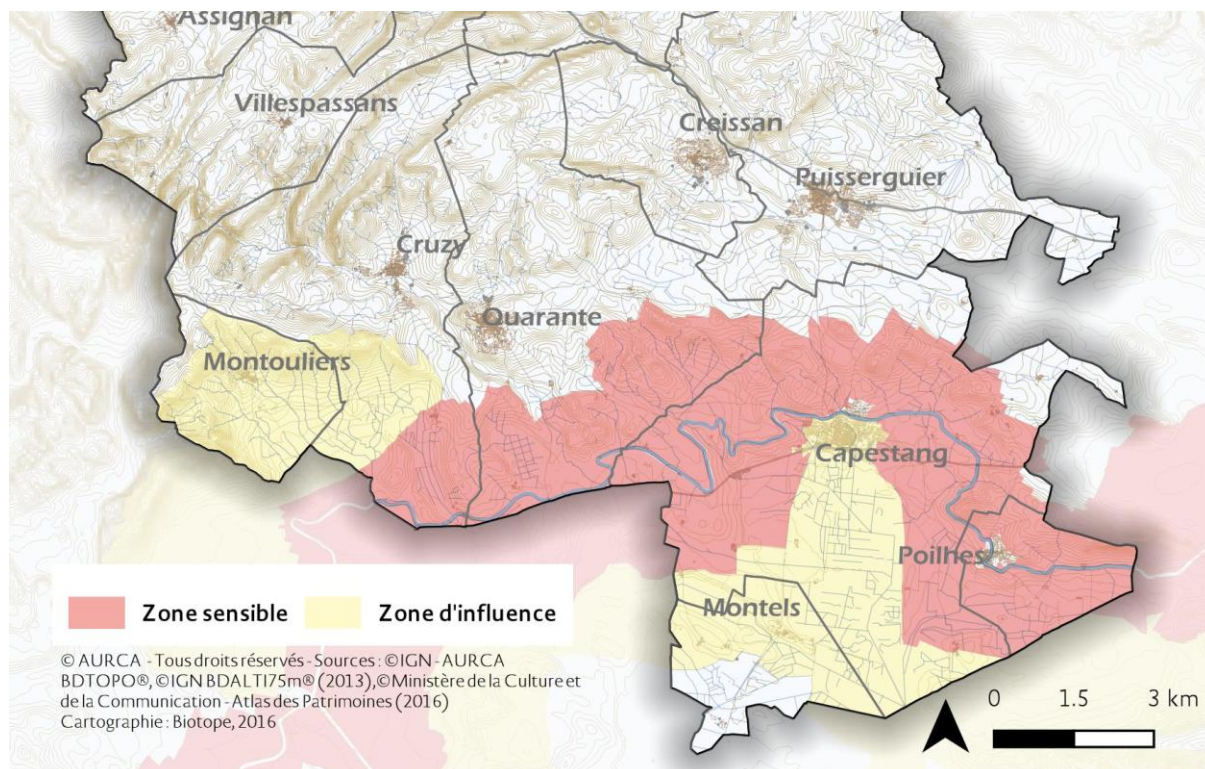 Assignan
Villespassans
Creissan
Puisserguier
Cruzy
Quarante
Montouliers
Capestang
Poilhes
Montels
Zone sensible Zone d'influence
© AURCA - Tous droits réservés - Sources : ©IGN - AURCA
BDTOPO®, ©IGN BDALTI75m® (2013), ©Ministère de la Culture et
de la Communication - Atlas des Patrimoines (2016)
Cartographie : Biotope, 2016
0 1.5 3 km